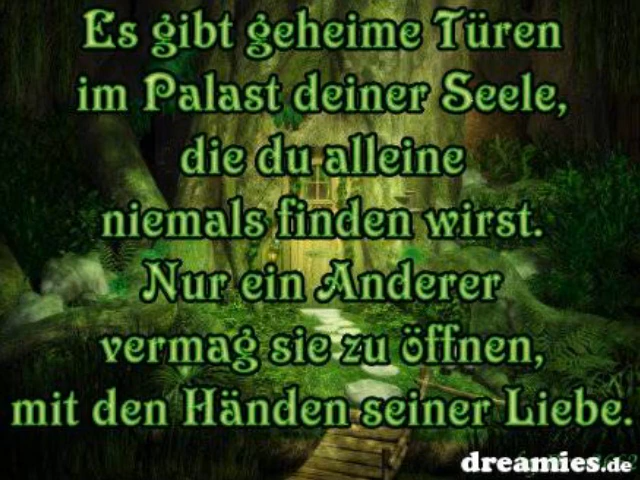 Es gibt geheime Türen
im Palast deiner Seele,
die du alleine
niemals finden wirst.
Nur ein Anderer
vermag sie zu öffnen,
mit den Händen seiner Liebe.
dreamies.de